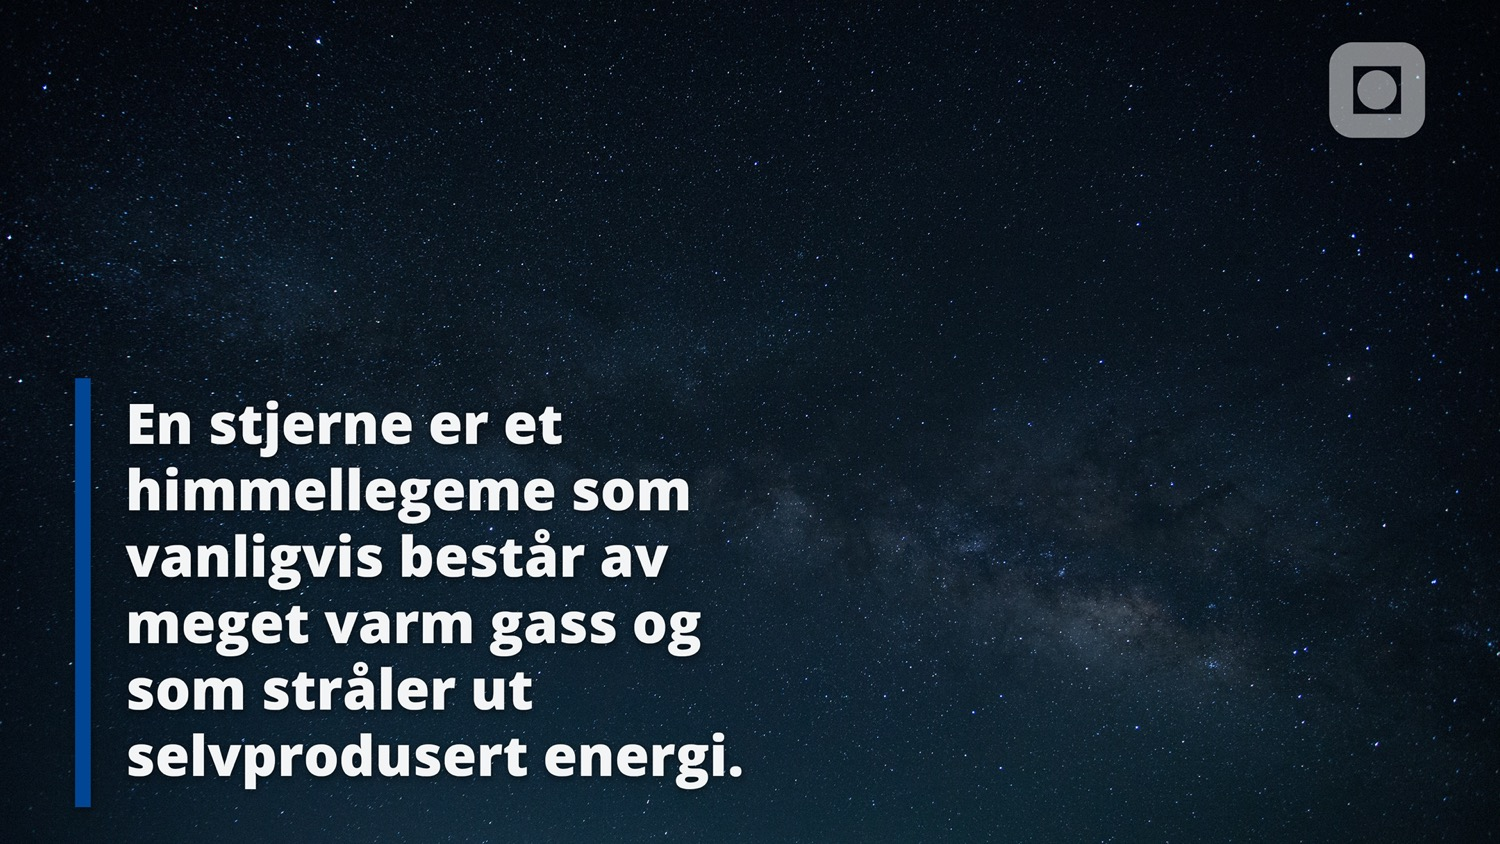 En stjerne er et
himmellegeme som
vanligvis består av
meget varm gass og
som stråler ut
selvprodusert energi.